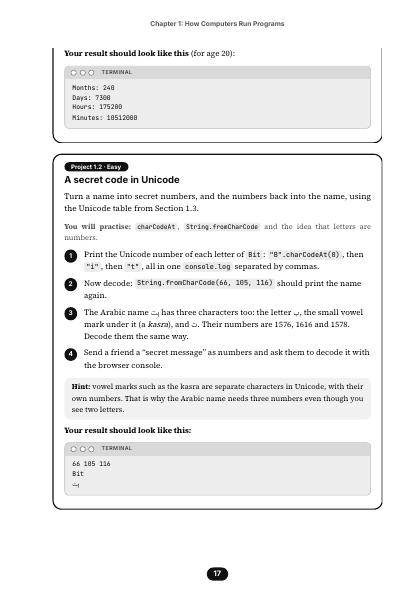 Chapter 1: How Computers Run Programs
Your result should look like this (for age 20):
TERMINAL
Months: 240
Days: 7300
Hours: 175200
Minutes: 10512000
Project 1.2 · Easy
A secret code in Unicode
Turn a name into secret numbers, and the numbers back into the name, using
the Unicode table from Section 1.3.
You will practise: charCodeAt, String.fromCharCode and the idea that letters are
numbers.
1 Print the Unicode number of each letter of Bit: "B".charCodeAt(0), then
"i", then "t", all in one console.log separated by commas.
2 Now decode: String.fromCharCode(66, 105, 116) should print the name
again.
3 The Arabic name بِت has three characters too: the letter ب, the small vowel
mark under it (a kasra), and ت. Their numbers are 1576, 1616 and 1578.
Decode them the same way.
4 Send a friend a “secret message” as numbers and ask them to decode it with
the browser console.
Hint: vowel marks such as the kasra are separate characters in Unicode, with their
own numbers. That is why the Arabic name needs three numbers even though you
see two letters.
Your result should look like this:
TERMINAL
66 105 116
Bit
بِت
17